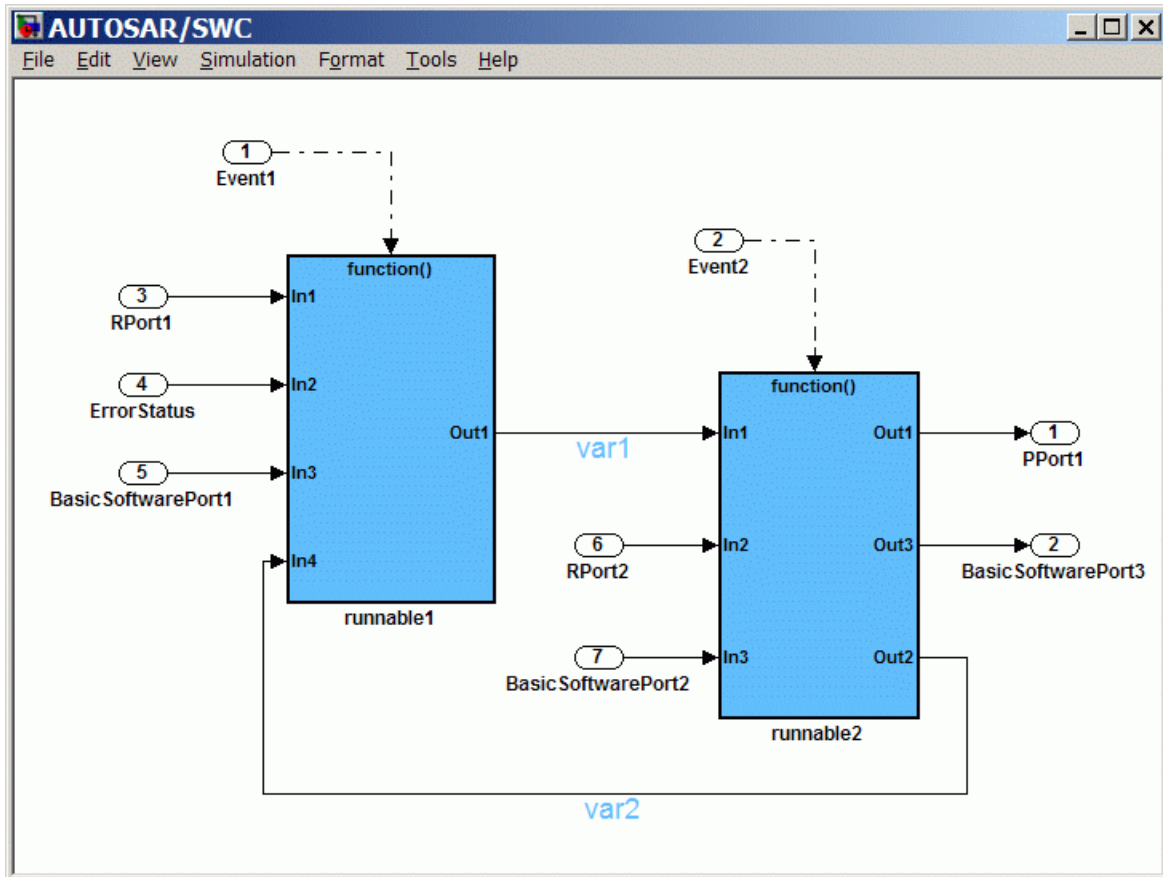 AUTOSAR/SWC
File Edit View Simulation Format Tools Help
1
Event1
2
Event2
function()
3
RPort1
In1
4
ErrorStatus
In2
5
BasicSoftwarePort1
In3
In4
Out1
runnable1
var1
function()
In1
6
RPort2
In2
7
BasicSoftwarePort2
In3
Out1
1
PPort1
Out3
2
BasicSoftwarePort3
Out2
runnable2
var2